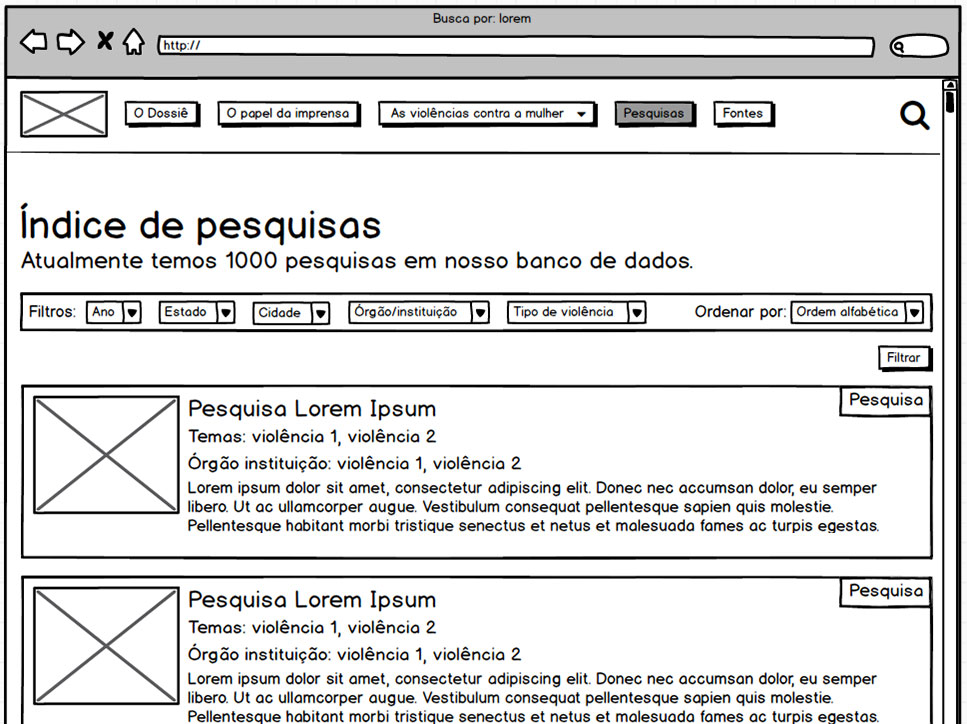 Busca por: lorem
http://
O Dossiê
O papel da imprensa
As violências contra a mulher
Pesquisas
Fontes
Índice de pesquisas
Atualmente temos 1000 pesquisas em nosso banco de dados.
Filtros: Ano Estado Cidade Órgão/instituição Tipo de violência Ordenar por: Ordem alfabética
Filtrar
Pesquisa Lorem Ipsum
Pesquisa
Temas: violência 1, violência 2
Órgão instituição: violência 1, violência 2
Lorem ipsum dolor sit amet, consectetur adipiscing elit. Donec nec accumsan dolor, eu semper
libero. Ut ac ullamcorper augue. Vestibulum consequat pellentesque sapien quis molestie.
Pellentesque habitant morbi tristique senectus et netus et malesuada fames ac turpis egestas.
Pesquisa Lorem Ipsum
Pesquisa
Temas: violência 1, violência 2
Órgão instituição: violência 1, violência 2
Lorem ipsum dolor sit amet, consectetur adipiscing elit. Donec nec accumsan dolor, eu semper
libero. Ut ac ullamcorper augue. Vestibulum consequat pellentesque sapien quis molestie.
Pellentesque habitant morbi tristique senectus et netus et malesuada fames ac turpis egestas.